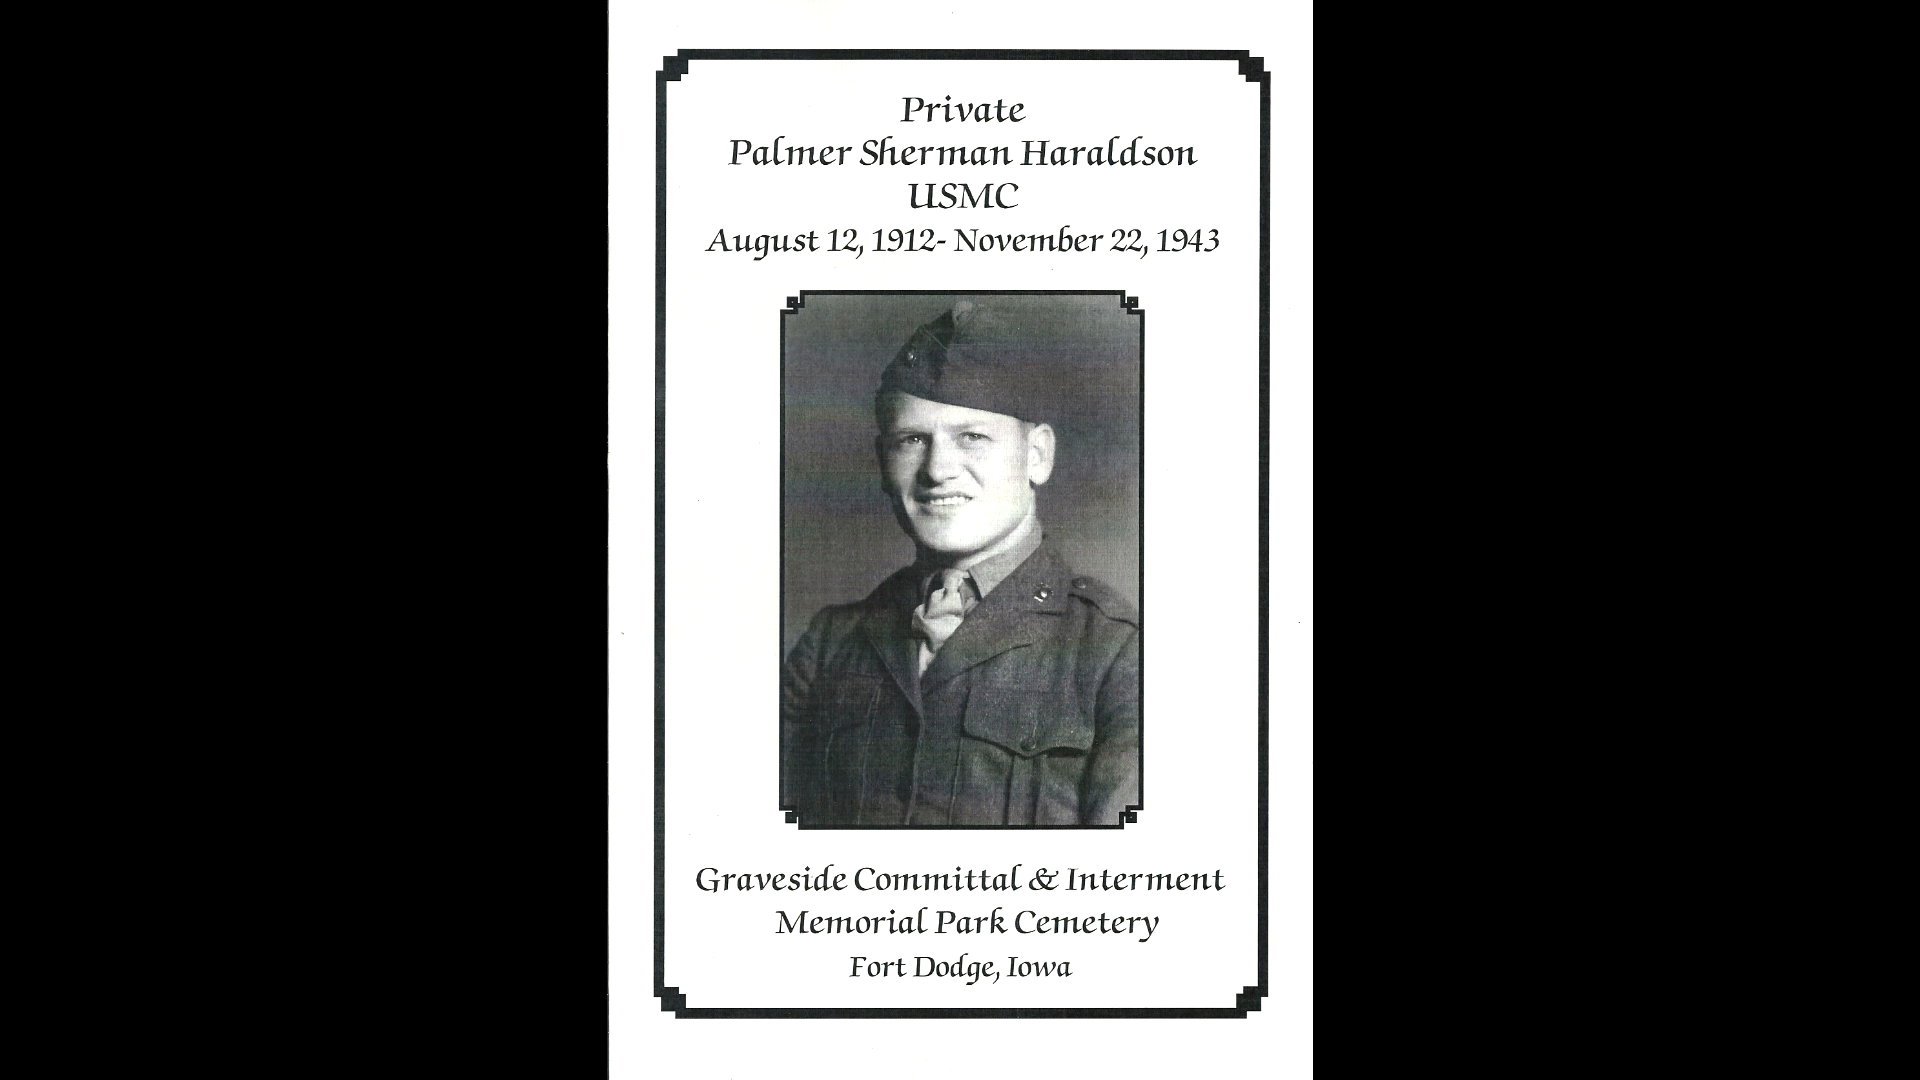 Private
Palmer Sherman Haraldson
USMC
August 12, 1912- November 22, 1943
Graveside Committal & Interment
Memorial Park Cemetery
Fort Dodge, Iowa